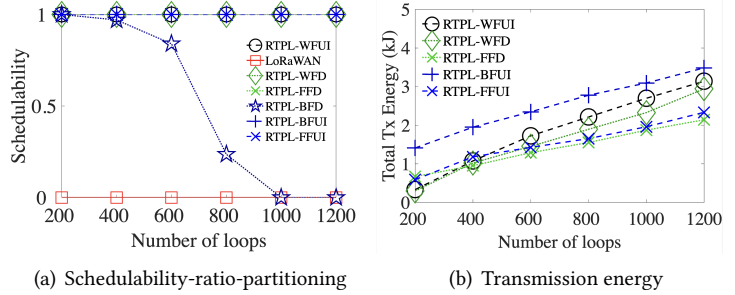 1
0.5
0
Schedulability
RTPL-WFUI
LoRaWAN
RTPL-WFD
RTPL-FFD
RTPL-BFD
RTPL-BFUI
RTPL-FFUI
200 400 600 800 1000 1200
Number of loops
(a) Schedulability-ratio-partitioning
5
4
3
2
1
0
Total Tx Energy (kJ)
RTPL-WFUI
RTPL-WFD
RTPL-FFD
RTPL-BFUI
RTPL-FFUI
200 400 600 800 1000 1200
Number of loops
(b) Transmission energy